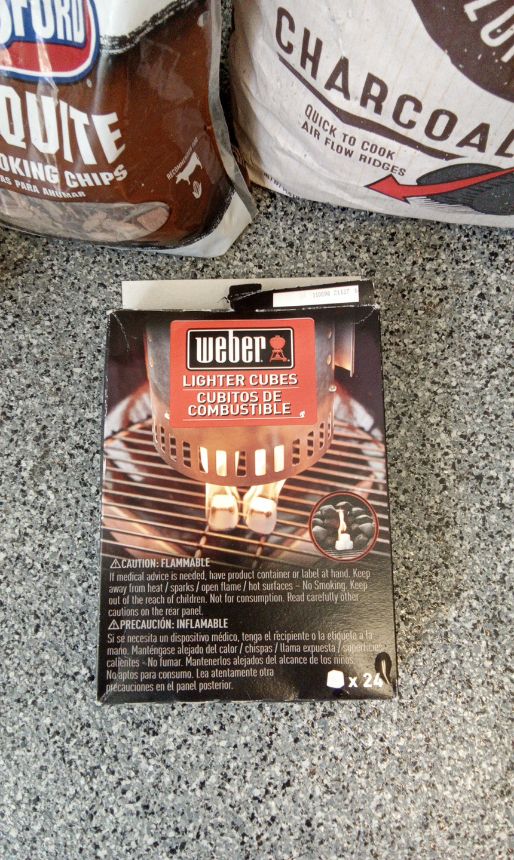 SFORD
QUITE
OKING CHIPS
AS PARA AHUMAR
CHARCOAL
QUICK TO COOK
AIR FLOW RIDGES
weber
LIGHTER CUBES
CUBITOS DE
COMBUSTIBLE
⚠CAUTION: FLAMMABLE
If medical advice is needed, have product container or label at hand. Keep
away from heat / sparks / open flame / hot surfaces – No Smoking. Keep
out of the reach of children. Not for consumption. Read carefully other
cautions on the rear panel.
⚠PRECAUCIÓN: INFLAMABLE
Si se necesita un dispositivo médico, tenga el recipiente o la etiqueta a la
mano. Manténgase alejado del calor / chispas / llama expuesta / superficies
calientes - No fumar. Mantenerlos alejados del alcance de los niños.
No aptos para consumo. Lea atentamente otra
precauciones en el panel posterior.
x 24